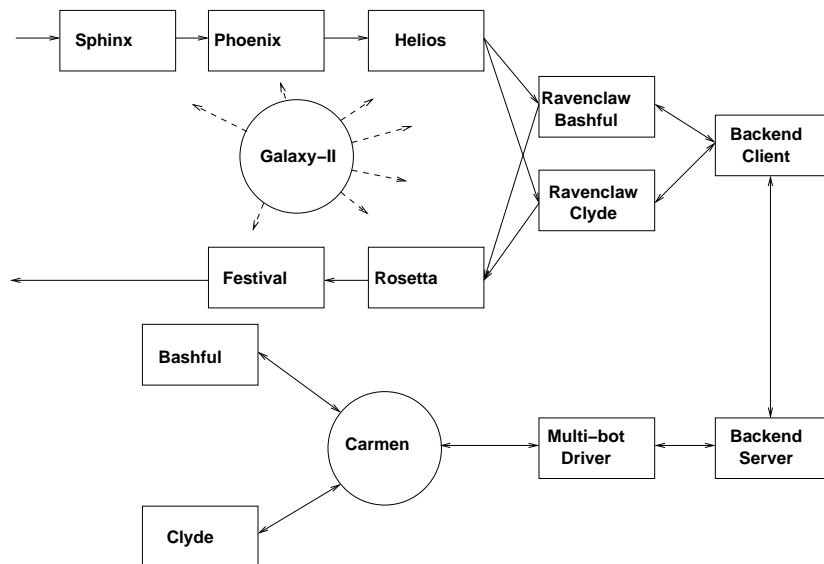 Sphinx
Phoenix
Helios
Ravenclaw
Bashful
Backend
Client
Galaxy–II
Ravenclaw
Clyde
Festival
Rosetta
Bashful
Carmen
Multi–bot
Driver
Backend
Server
Clyde